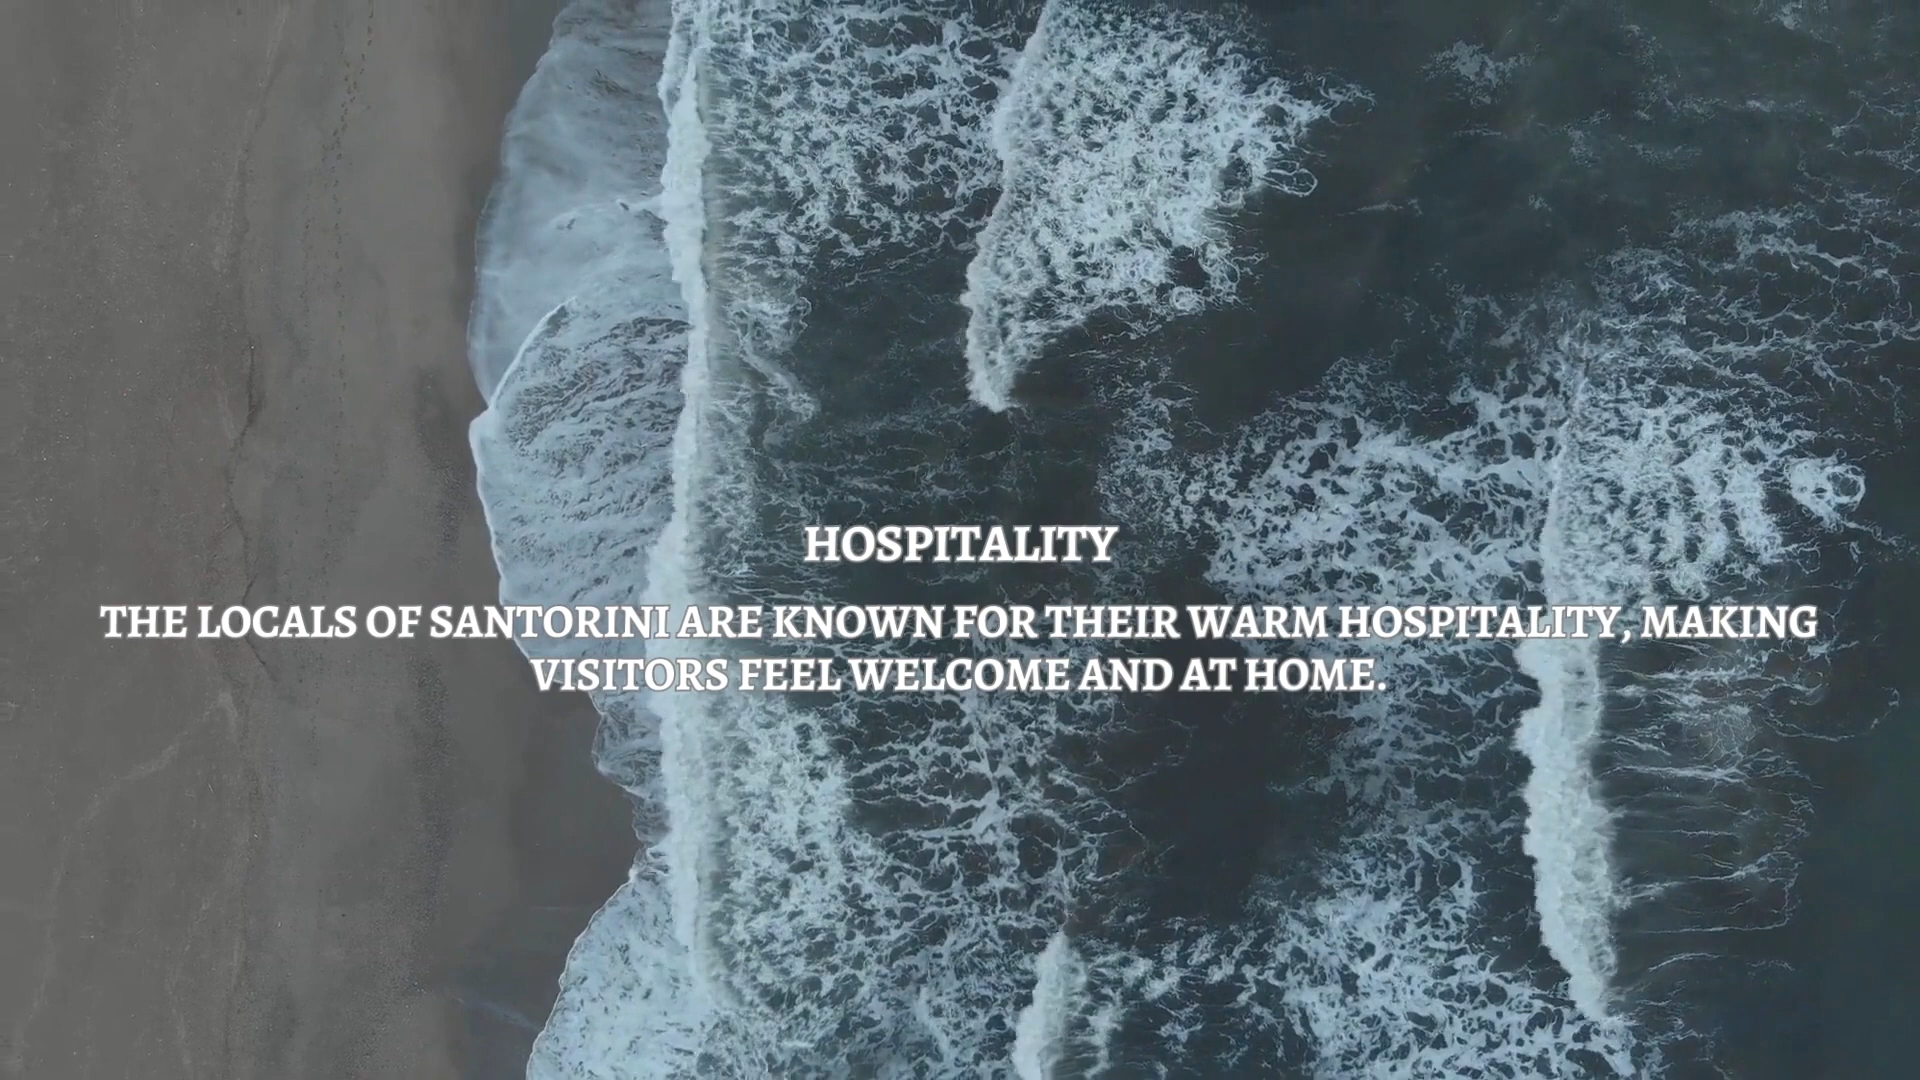 HOSPITALITY
THE LOCALS OF SANTORINI ARE KNOWN FOR THEIR WARM HOSPITALITY, MAKING
VISITORS FEEL WELCOME AND AT HOME.